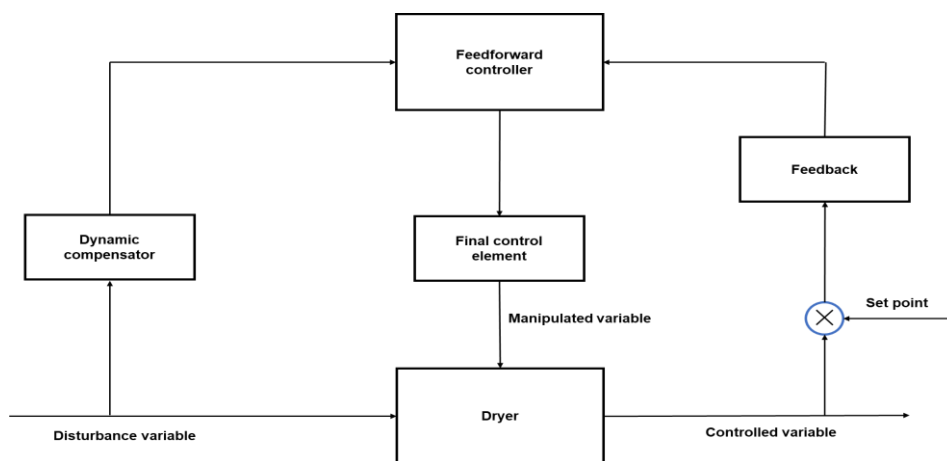 Feedforward
controller
Feedback
Dynamic
compensator
Final control
element
Set point
Manipulated variable
Dryer
Disturbance variable
Controlled variable